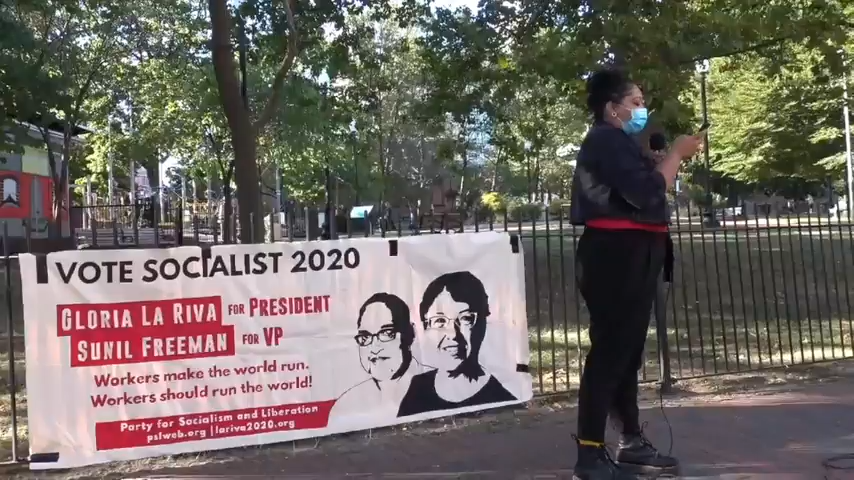 VOTE SOCIALIST 2020
GLORIA LA RIVA FOR PRESIDENT
SUNIL FREEMAN FOR VP
Workers make the world run.
Workers should run the world!
Party for Socialism and Liberation
pslweb.org | lariva2020.org